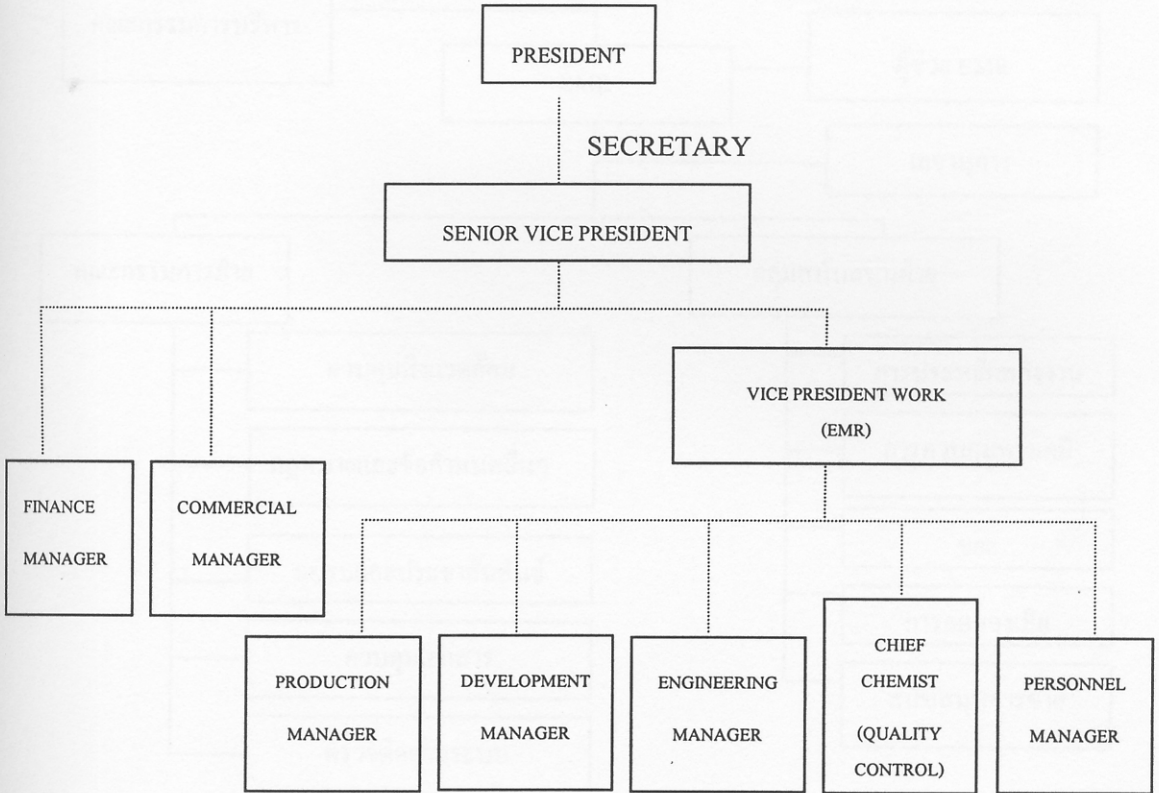 PRESIDENT
SECRETARY
SENIOR VICE PRESIDENT
VICE PRESIDENT WORK
(EMR)
FINANCE
MANAGER
COMMERCIAL
MANAGER
PRODUCTION
MANAGER
DEVELOPMENT
MANAGER
ENGINEERING
MANAGER
CHIEF
CHEMIST
(QUALITY
CONTROL)
PERSONNEL
MANAGER